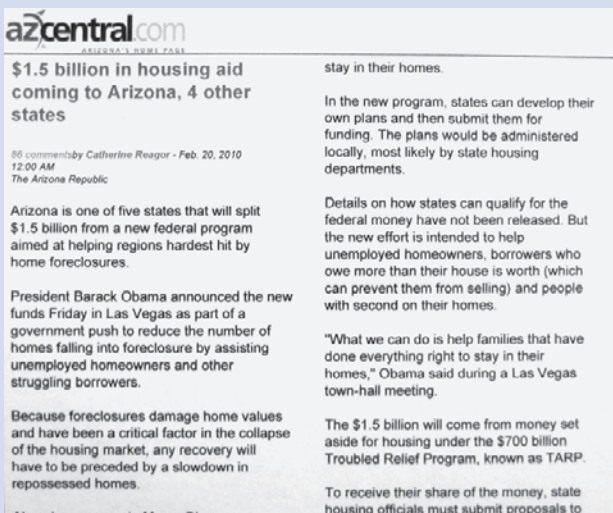 azcentral.com
ARIZONA'S HOME PAGE
$1.5 billion in housing aid
coming to Arizona, 4 other
states
86 commentsby Catherine Reagor - Feb. 20, 2010
12:00 AM
The Arizona Republic
Arizona is one of five states that will split
$1.5 billion from a new federal program
aimed at helping regions hardest hit by
home foreclosures.
President Barack Obama announced the new
funds Friday in Las Vegas as part of a
government push to reduce the number of
homes falling into foreclosure by assisting
unemployed homeowners and other
struggling borrowers.
Because foreclosures damage home values
and have been a critical factor in the collapse
of the housing market, any recovery will
have to be preceded by a slowdown in
repossessed homes.
stay in their homes.
In the new program, states can develop their
own plans and then submit them for
funding. The plans would be administered
locally, most likely by state housing
departments.
Details on how states can qualify for the
federal money have not been released. But
the new effort is intended to help
unemployed homeowners, borrowers who
owe more than their house is worth (which
can prevent them from selling) and people
with second on their homes.
"What we can do is help families that have
done everything right to stay in their
homes," Obama said during a Las Vegas
town-hall meeting.
The $1.5 billion will come from money set
aside for housing under the $700 billion
Troubled Relief Program, known as TARP.
To receive their share of the money, state
housing officials must submit proposals to